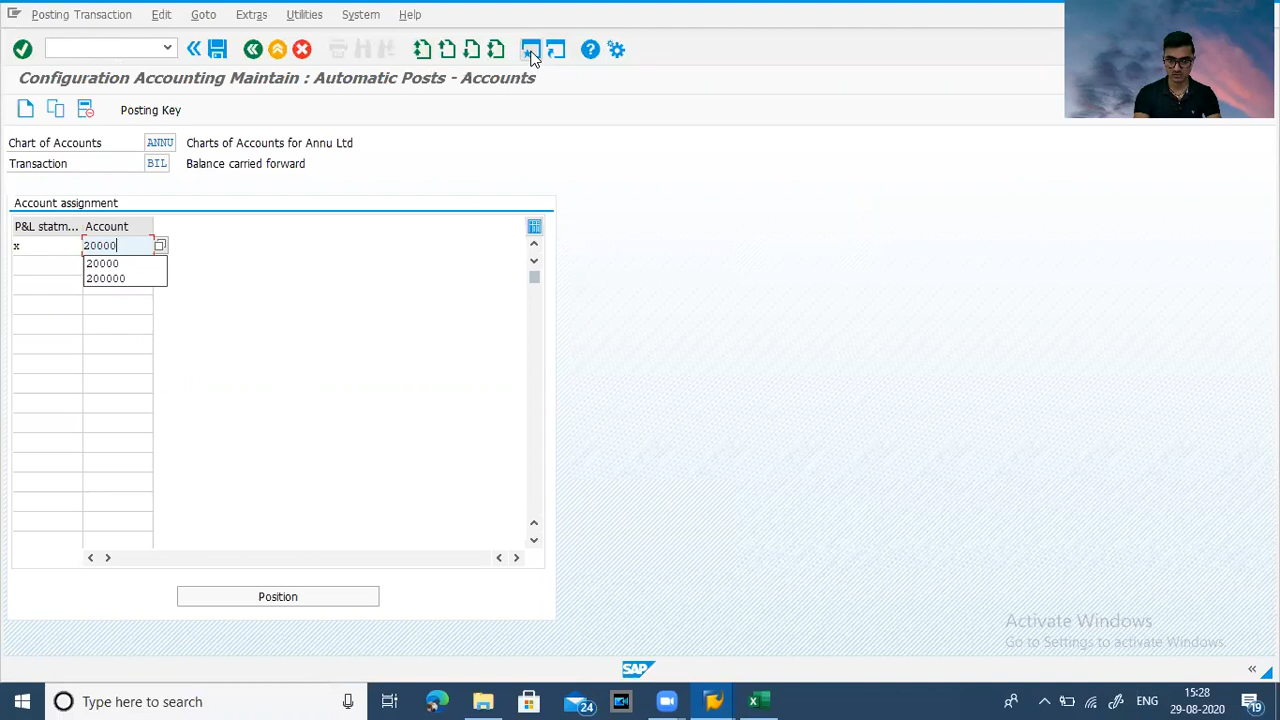 Posting Transaction Edit Goto Extras Utilities System Help
Configuration Accounting Maintain : Automatic Posts - Accounts
Posting Key
Chart of Accounts ANNU Charts of Accounts for Annu Ltd
Transaction BIL Balance carried forward
Account assignment
P&L statm... Account
x 20000
20000
200000
Position
Activate Windows
Go to Settings to activate Windows.
SAP
Type here to search
24
ENG
15:28
29-08-2020
19